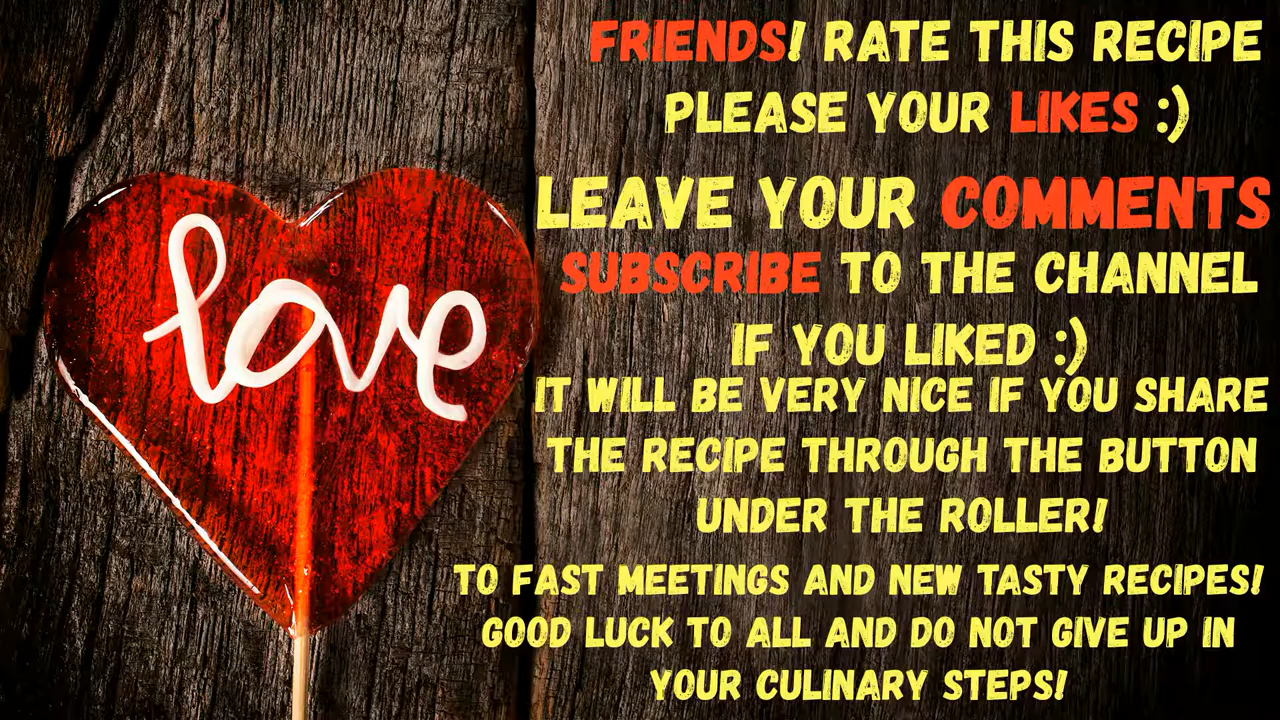 FRIENDS! RATE THIS RECIPE
PLEASE YOUR LIKES :)
LEAVE YOUR COMMENTS
SUBSCRIBE TO THE CHANNEL
IF YOU LIKED :)
IT WILL BE VERY NICE IF YOU SHARE
THE RECIPE THROUGH THE BUTTON
UNDER THE ROLLER!
TO FAST MEETINGS AND NEW TASTY RECIPES!
GOOD LUCK TO ALL AND DO NOT GIVE UP IN
YOUR CULINARY STEPS!
love